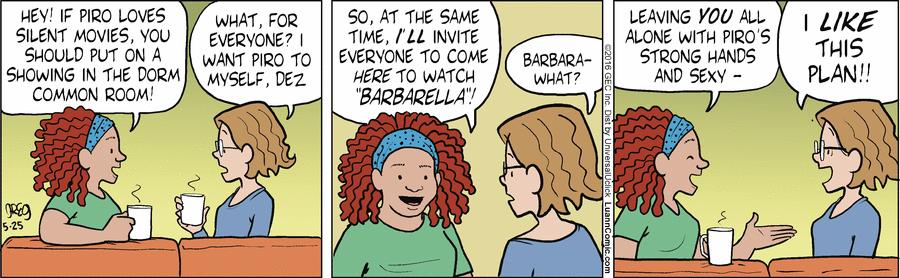 HEY! IF PIRO LOVES
SILENT MOVIES, YOU
SHOULD PUT ON A
SHOWING IN THE DORM
COMMON ROOM!
WHAT, FOR
EVERYONE? I
WANT PIRO TO
MYSELF, DEZ
GREG
5-25
SO, AT THE SAME
TIME, I'LL INVITE
EVERYONE TO COME
HERE TO WATCH
"BARBARELLA"!
BARBARA-
WHAT?
©2016 GEC Inc. Dist by UniversalUclick LuannComic.com
LEAVING YOU ALL
ALONE WITH PIRO'S
STRONG HANDS
AND SEXY –
I LIKE
THIS
PLAN!!